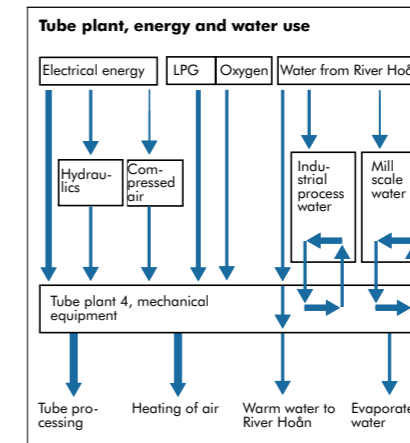 Tube plant, energy and water use
Electrical energy
LPG
Oxygen
Water from River Hoå
Hydrau-
lics
Com-
pressed
air
Indu-
strial
process
water
Mill
scale
water
Tube plant 4, mechanical
equipment
Tube pro-
cessing
Heating of air
Warm water to
River Hoån
Evaporate
water